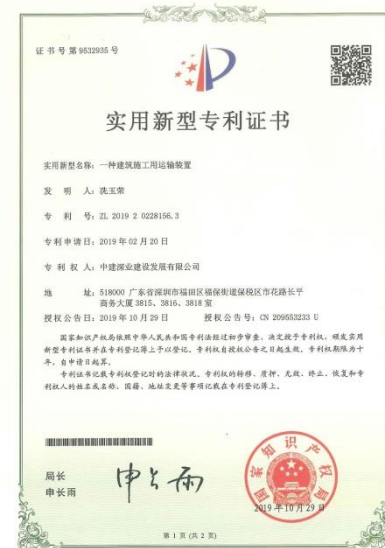 证书号第9532935号
实用新型专利证书
实用新型名称：一种建筑施工用运输装置
发 明 人：冼玉荣
专 利 号：ZL 2019 2 0228156.3
专利申请日：2019年02月20日
专 利 权 人：中建深业建设发展有限公司
地 址：518000 广东省深圳市福田区福保街道保税区市花路长平
商务大厦3815、3816、3818室
授权公告日：2019年10月29日 授权公告号：CN 209553233 U
国家知识产权局依照中华人民共和国专利法经过初步审查，决定授予专利权，颁发实用
新型专利证书并在专利登记簿上予以登记。专利权自授权公告之日起生效。专利权期限为十
年，自申请日起算。
专利证书记载专利权登记时的法律状况。专利权的转移、质押、无效、终止、恢复和专
利权人的姓名或名称、国籍、地址变更等事项记载在专利登记簿上。
局长
申长雨
申长雨
国家知识产权局
2019年10月29日
第 1 页 (共 2 页)